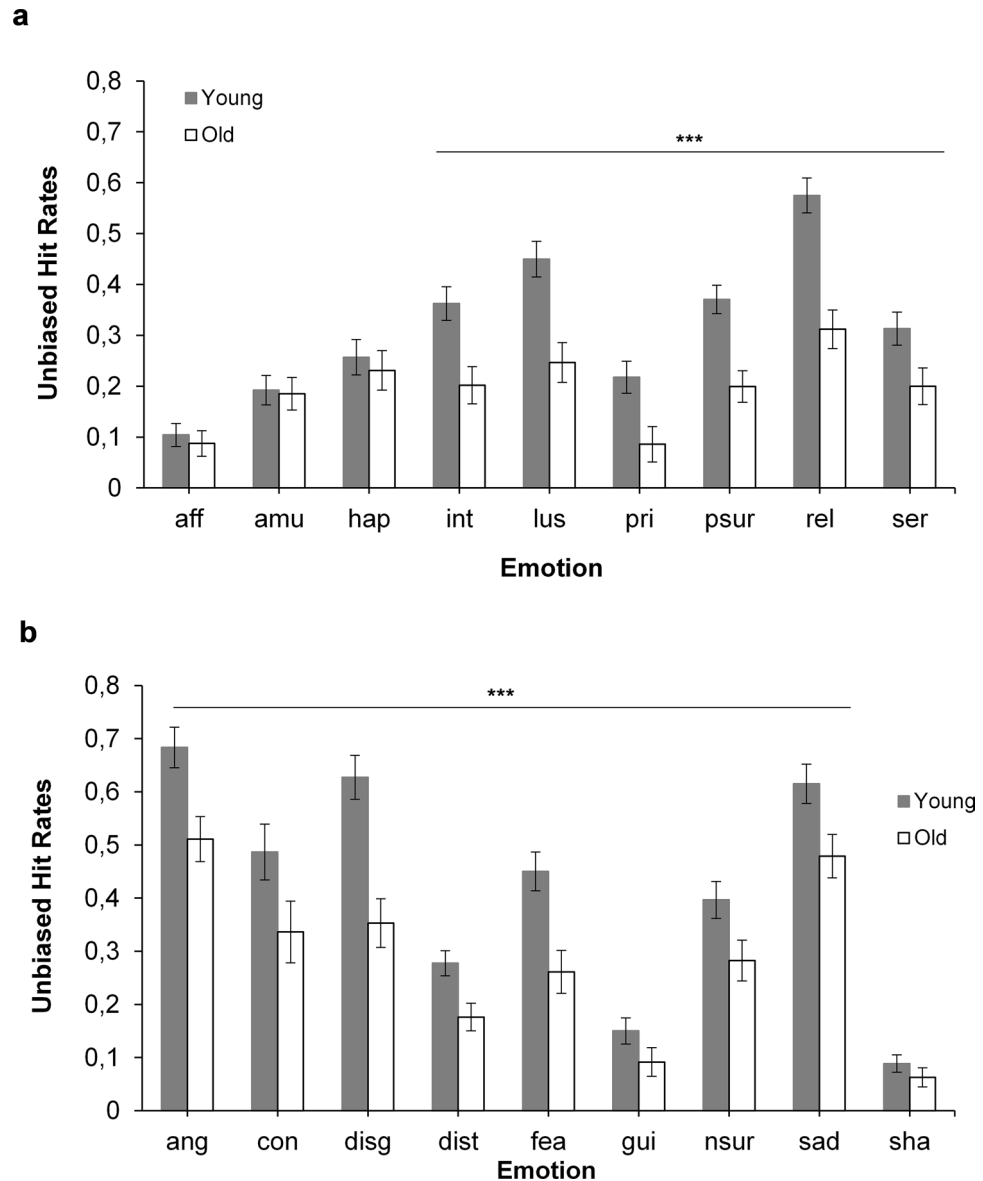 a
0,8
0,7
0,6
0,5
0,4
0,3
0,2
0,1
0
Unbiased Hit Rates
Young
Old
***
aff amu hap int lus pri psur rel ser
Emotion
b
0,8
0,7
0,6
0,5
0,4
0,3
0,2
0,1
0
Unbiased Hit Rates
***
Young
Old
ang con disg dist fea gui nsur sad sha
Emotion